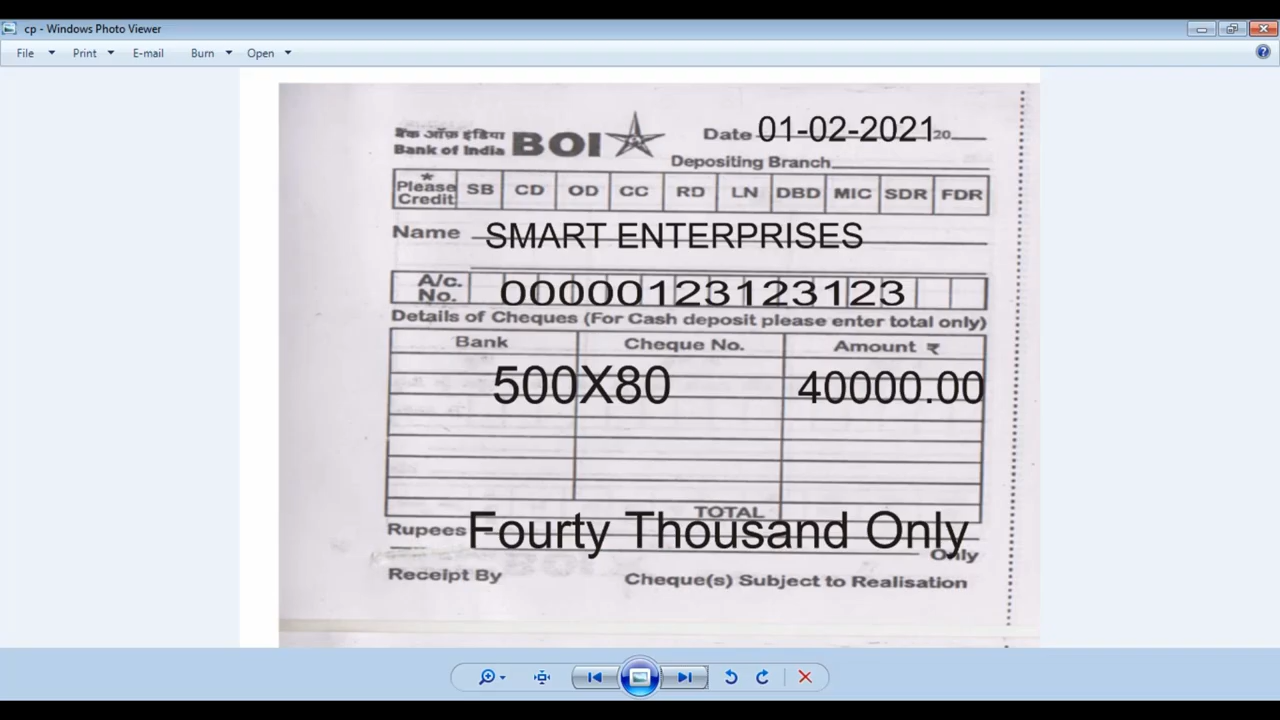 cp - Windows Photo Viewer
File Print E-mail Burn Open
बैंक ऑफ़ इंडिया
Bank of India BOI
Date 01-02-2021 20
Depositing Branch
* Please Credit SB CD OD CC RD LN DBD MIC SDR FDR
Name SMART ENTERPRISES
A/c. No. 00000123123123
Details of Cheques (For Cash deposit please enter total only)
Bank Cheque No. Amount ₹
500X80 40000.00
TOTAL
Rupees Fourty Thousand Only
Only
Receipt By Cheque(s) Subject to Realisation